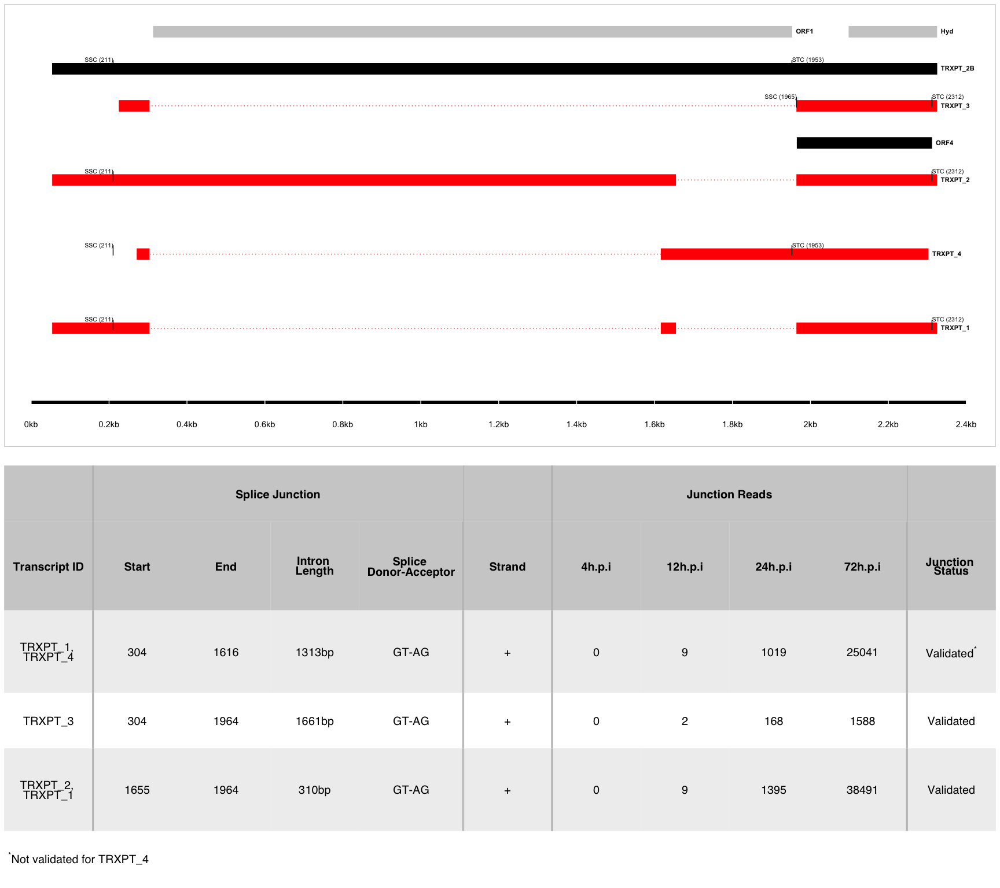 ORF1 Hyd
SSC (211) STC (1953)
TRXPT_2B
SSC (1965) STC (2312)
TRXPT_3
ORF4
SSC (211) STC (2312)
TRXPT_2
SSC (211) STC (1953)
TRXPT_4
SSC (211) STC (2312)
TRXPT_1
0kb 0.2kb 0.4kb 0.6kb 0.8kb 1kb 1.2kb 1.4kb 1.6kb 1.8kb 2kb 2.2kb 2.4kb
Splice Junction Junction Reads
Transcript ID Start End Intron Length Splice Donor-Acceptor Strand 4h.p.i 12h.p.i 24h.p.i 72h.p.i Junction Status
TRXPT_1, TRXPT_4 304 1616 1313bp GT-AG + 0 9 1019 25041 Validated*
TRXPT_3 304 1964 1661bp GT-AG + 0 2 168 1588 Validated
TRXPT_2, TRXPT_1 1655 1964 310bp GT-AG + 0 9 1395 38491 Validated
*Not validated for TRXPT_4